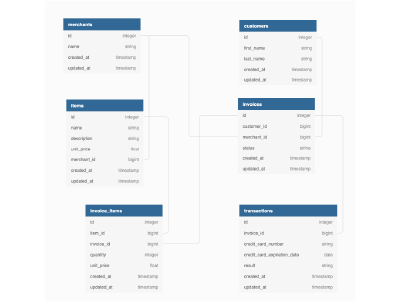 merchants
id integer
name string
created_at timestamp
updated_at timestamp
customers
id integer
first_name string
last_name string
created_at timestamp
updated_at timestamp
items
id integer
name string
description string
unit_price float
merchant_id bigint
created_at timestamp
updated_at timestamp
invoices
id integer
customer_id bigint
merchant_id bigint
status string
created_at timestamp
updated_at timestamp
invoice_items
id integer
item_id bigint
invoice_id bigint
quantity integer
unit_price float
created_at timestamp
updated_at timestamp
transactions
id integer
invoice_id bigint
credit_card_number string
credit_card_expiration_date date
result string
created_at timestamp
updated_at timestamp